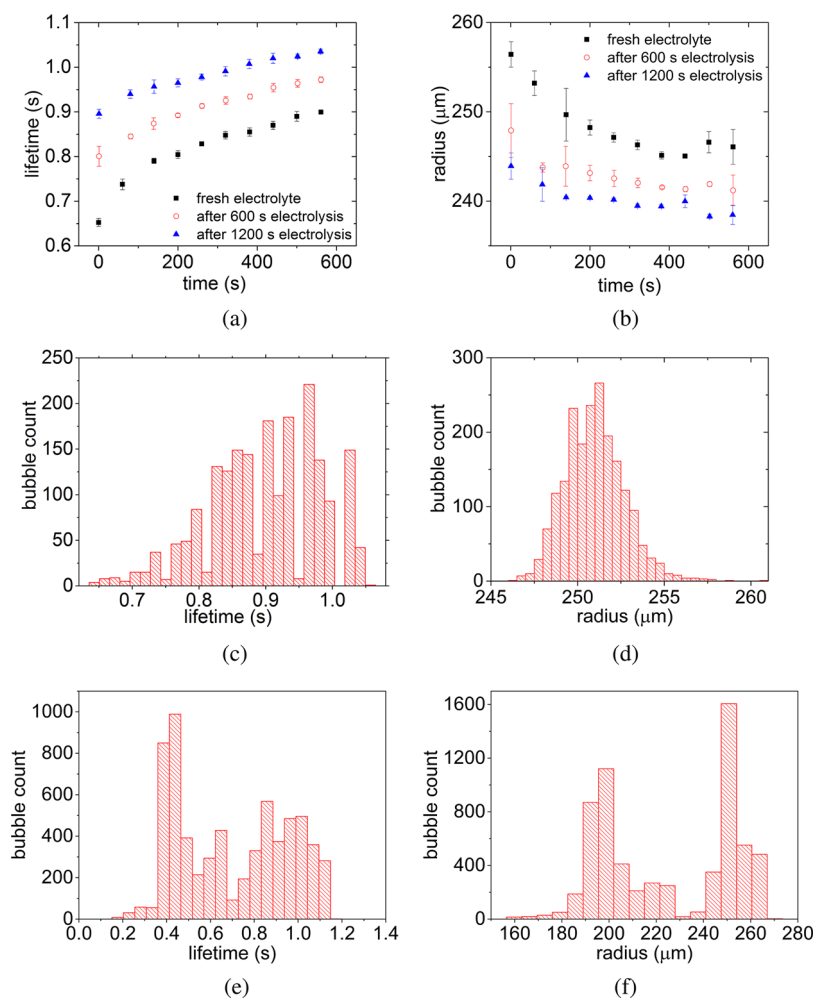 1.1
1.0
0.9
0.8
0.7
0.6
lifetime (s)
fresh electrolyte
after 600 s electrolysis
after 1200 s electrolysis
0 200 400 600
time (s)
(a)
260
250
240
radius (μm)
fresh electrolyte
after 600 s electrolysis
after 1200 s electrolysis
0 200 400 600
time (s)
(b)
250
200
150
100
50
0
bubble count
0.7 0.8 0.9 1.0
lifetime (s)
(c)
300
200
100
0
bubble count
245 250 255 260
radius (μm)
(d)
1000
800
600
400
200
0
bubble count
0.0 0.2 0.4 0.6 0.8 1.0 1.2 1.4
lifetime (s)
(e)
1600
1200
800
400
0
bubble count
160 180 200 220 240 260 280
radius (μm)
(f)